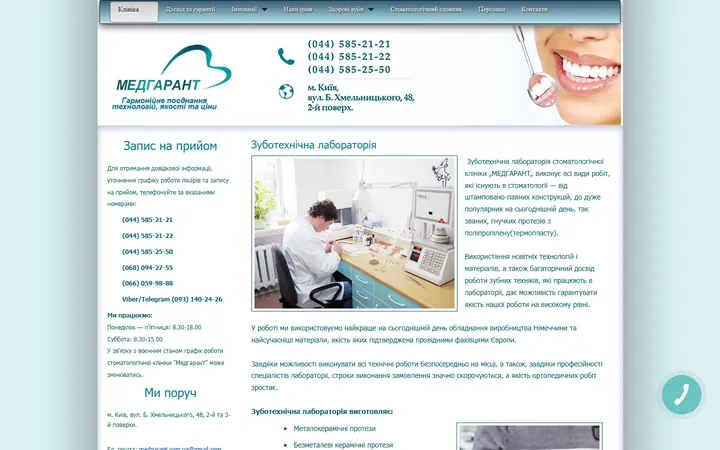 Клініка
Досвід та гарантії
Інновації
Наші ціни
Здорові зуби
Стоматологічний словник
Персонал
Контакти
МЕДГАРАНТ
Гармонійне поєднання
технологій, якості та ціни
(044) 585-21-21
(044) 585-21-22
(044) 585-25-50
м. Київ,
вул. Б. Хмельницького, 48,
2-й поверх.
Запис на прийом
Для отримання довідкової інформації,
уточнення графіку роботи лікарів та запису
на прийом, телефонуйте за вказаними
номерами:
(044) 585-21-21
(044) 585-21-22
(044) 585-25-50
(068) 094-27-55
(066) 059-98-88
Viber/Telegram (093) 140-24-26
Ми працюємо:
Понеділок — п'ятниця: 8.30-18.00
Суббота: 8.30-15.00
У зв'язку з воєнним станом графік роботи
стоматологічної клініки "Медгарант" може
змінюватись.
Ми поруч
м. Київ, вул. Б. Хмельницького, 48, 2-й та 3-
й поверхи.
Ел. пошта: medgarant.com.ua@gmail.com
Зуботехнічна лабораторія
Зуботехнічна лабораторія стоматологічної
клініки „МЕДГАРАНТ„ виконує всі види робіт,
які існують в стоматології — від
штамповано-паяних конструкцій, до дуже
популярних на сьогоднішній день, так
званих, гнучких протезів з
поліпропілену(термопласту).
Використання новітніх технологій і
матеріалів, а також багаторічний досвід
роботи зубних техніків, які працюють в
лабораторії, дає можливість гарантувати
якість нашої роботи на високому рівні.
У роботі ми використовуємо найкраще на сьогоднішній день обладнання виробництва Німеччини та
найсучасніші матеріали, якість яких підтверджена провідними фахівцями Європи.
Завдяки можливості виконувати всі технічні роботи безпосередньо на місці, а також, завдяки професійності
спеціалістів лабораторії, строки виконання замовлення значно скорочуються, а якість ортопедичних робіт
зростає.
Зуботехнічна лабораторія виготовляє:
Металокерамічні протези
Безметалеві керамічні протези